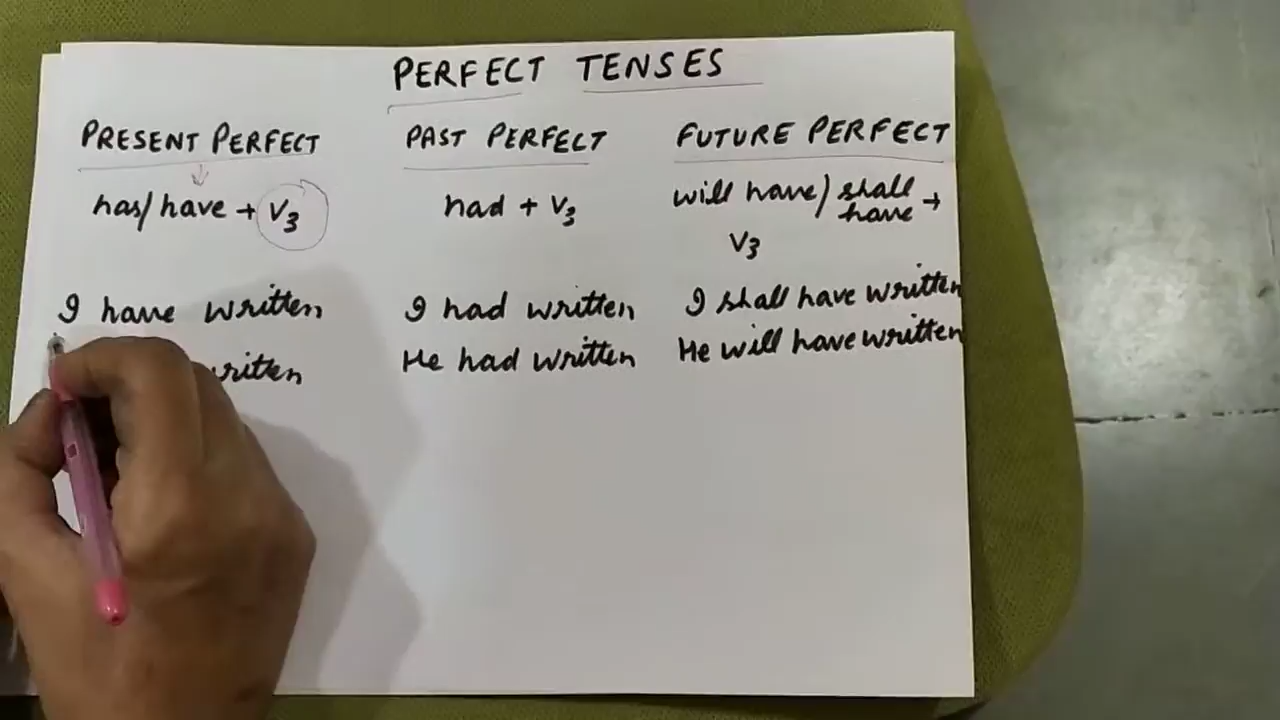 PERFECT TENSES
PRESENT PERFECT
has/have + V3
I have written
PAST PERFECT
had + V3
I had written
He had written
FUTURE PERFECT
will have/shall
have +
V3
I shall have written
He will have written